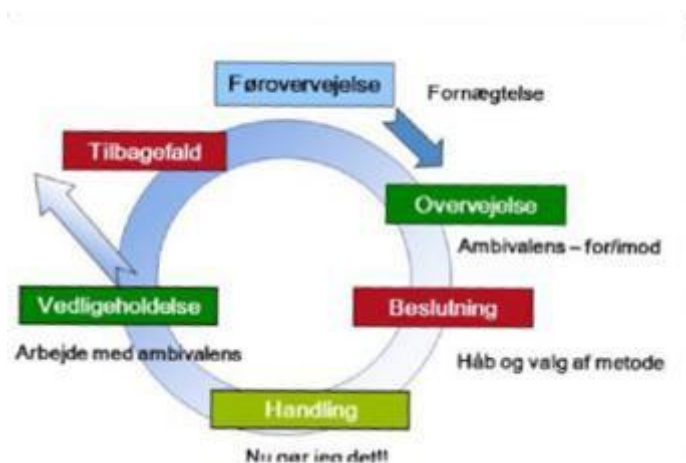 Førovervejelse
Fornægtelse
Tilbagefald
Overvejelse
Ambivalens – for/imod
Vedligeholdelse
Beslutning
Arbejde med ambivalens
Håb og valg af metode
Handling
Nu gør jeg det!!